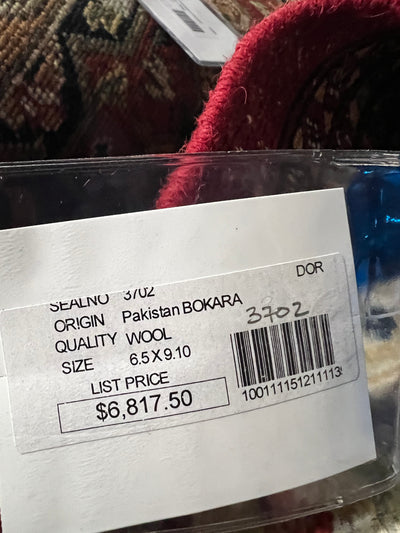 DOR
SEALNO 3702
ORIGIN Pakistan BOKARA
3702
QUALITY WOOL
SIZE 6.5 X 9.10
LIST PRICE
$6,817.50